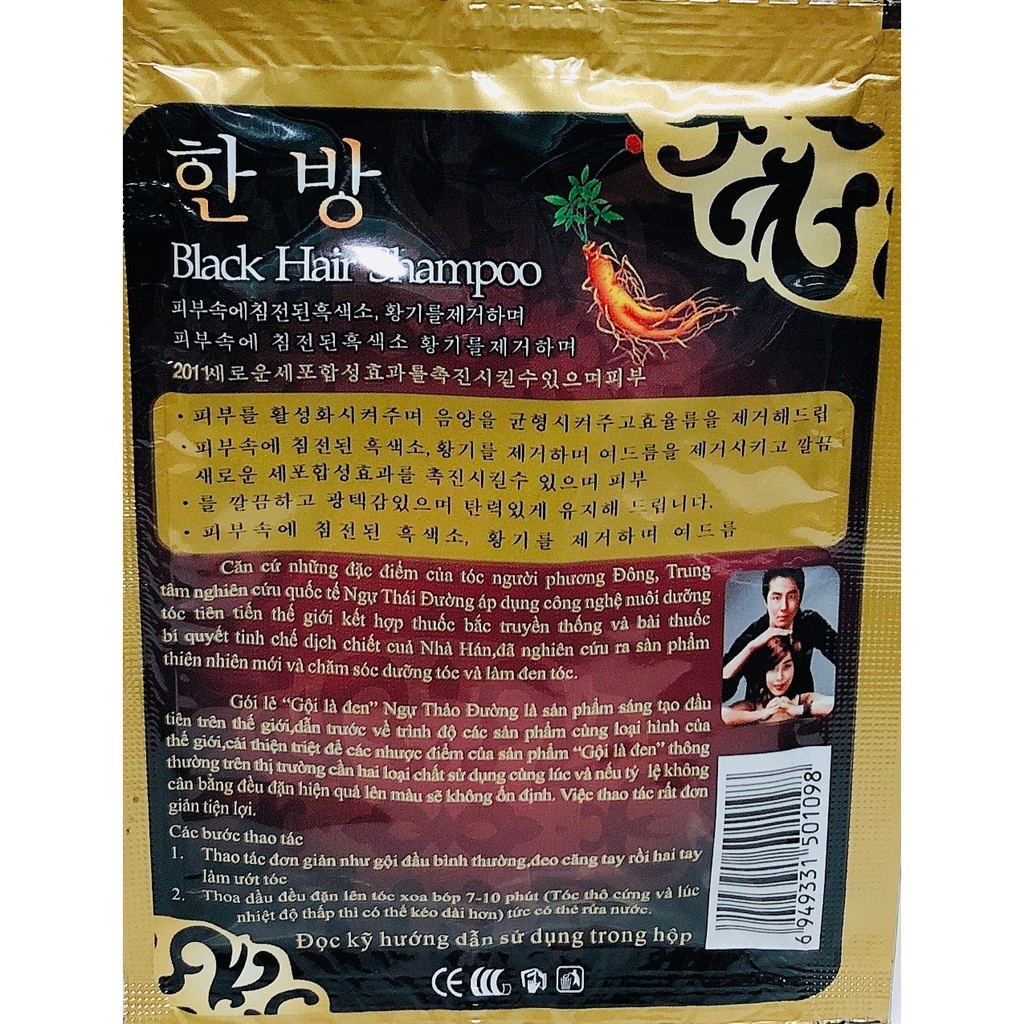 한방
Black Hair Shampoo
피부속에침전된흑색소, 황기를제거하며
피부속에 침전된흑색소 황기를제거하며
2011새로운세포합성효과를촉진시킬수있으며피부
· 피부를 활성화시켜주며 음양을 균형시켜주고효율름을 제거해드립
· 피부속에 침전된 흑색소, 황기를 제거하며 여드름을 제거시키고 깔끔
새로운 세포합성효과를 촉진시킬수 있으며 피부
· 를 깔끔하고 광택감있으며 탄력있게 유지해 드립니다.
· 피부속에 침전된 흑색소, 황기를 제거하며 여드름
Căn cứ những đặc điểm của tóc người phương Đông, Trung
tâm nghiên cứu quốc tế Ngự Thái Đường áp dụng công nghệ nuôi dưỡng
tóc tiên tiến thế giới kết hợp thuốc bắc truyền thống và bài thuốc
bí quyết tinh chế dịch chiết cuả Nhà Hán,đã nghiên cứu ra sản phẩm
thiên nhiên mới và chăm sóc dưỡng tóc và làm đen tóc.
Gói lẻ “Gội là đen” Ngự Thảo Đường là sản phẩm sáng tạo đầu
tiên trên thế giới,dẫn trước về trình độ các sản phẩm cùng loại hình của
thế giới,cải thiện triệt để các nhược điểm của sản phẩm “Gội là đen” thông
thường trên thị trường cần hai loại chất sử dụng cùng lúc và nếu tỷ lệ không
cân bằng đều đặn hiện quả lên màu sẽ không ổn định. Việc thao tác rất đơn
giản tiện lợi.
Các bước thao tác
1. Thao tác đơn giản như gội đầu bình thường,đeo căng tay rồi hai tay
làm ướt tóc
2. Thoa dầu đều đặn lên tóc xoa bóp 7-10 phút (Tóc thô cứng và lúc
nhiệt độ thấp thì có thể kéo dài hơn) tức có thể rửa nước.
Đọc kỹ hướng dẫn sử dụng trong hộp
6 949331 501098
CE